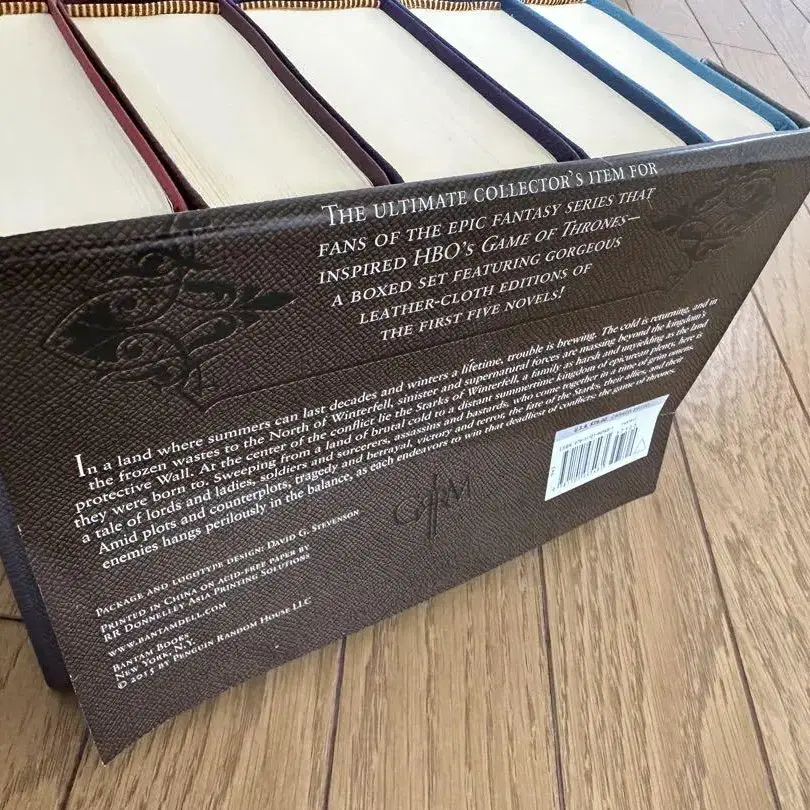 THE ULTIMATE COLLECTOR'S ITEM FOR
FANS OF THE EPIC FANTASY SERIES THAT
INSPIRED HBO'S GAME OF THRONES—
A BOXED SET FEATURING GORGEOUS
LEATHER-CLOTH EDITIONS OF
THE FIRST FIVE NOVELS!
In a land where summers can last decades and winters a lifetime, trouble is brewing. The cold is returning, and in
the frozen wastes to the North of Winterfell, sinister and supernatural forces are massing beyond the kingdom's
protective Wall. At the center of the conflict lie the Starks of Winterfell, a family as harsh and unyielding as the land
they were born to. Sweeping from a land of brutal cold to a distant summertime kingdom of epicurean plenty, here is
a tale of lords and ladies, soldiers and sorcerers, assassins and bastards, who come together in a time of grim omens.
Amid plots and counterplots, tragedy and betrayal, victory and terror, the fate of the Starks, their allies, and their
enemies hangs perilously in the balance, as each endeavors to win that deadliest of conflicts: the game of thrones.
GRRM
PACKAGE AND LOGOTYPE DESIGN: DAVID G. STEVENSON
PRINTED IN CHINA ON ACID-FREE PAPER BY
RR DONNELLEY ASIA PRINTING SOLUTIONS
WWW.BANTAMDELL.COM
BANTAM BOOKS
NEW YORK, N.Y.
© 2015 BY PENGUIN RANDOM HOUSE LLC